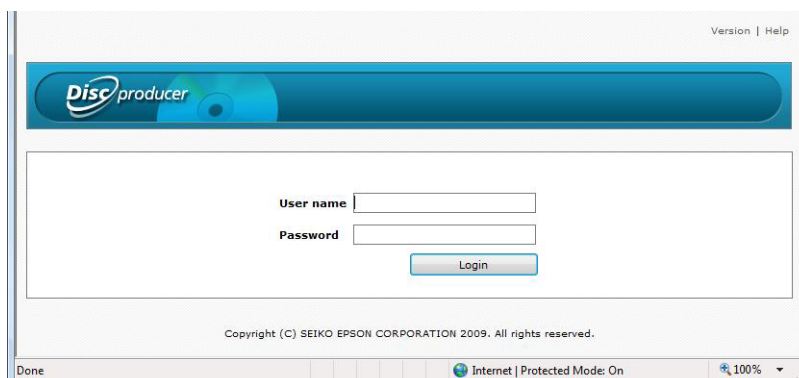 Version | Help
Disc producer
User name
Password
Login
Copyright (C) SEIKO EPSON CORPORATION 2009. All rights reserved.
Done Internet | Protected Mode: On 100%